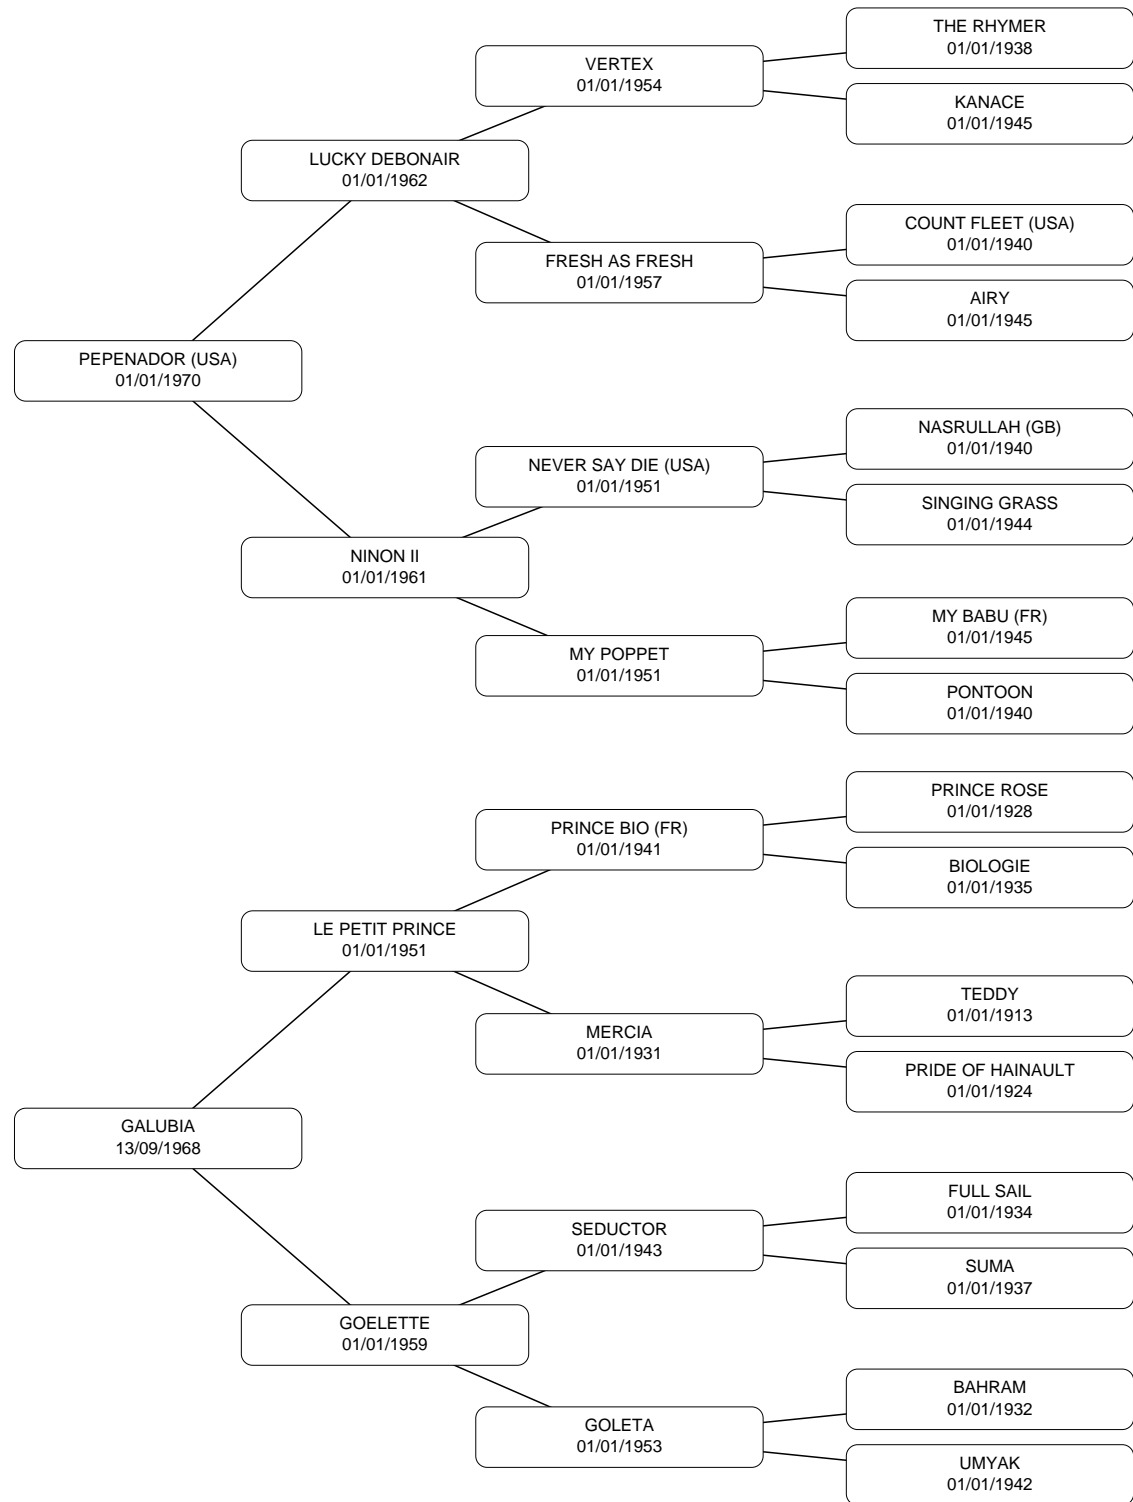 THE RHYMER
01/01/1938
VERTEX
01/01/1954
KANACE
01/01/1945
LUCKY DEBONAIR
01/01/1962
COUNT FLEET (USA)
01/01/1940
FRESH AS FRESH
01/01/1957
AIRY
01/01/1945
PEPENADOR (USA)
01/01/1970
NASRULLAH (GB)
01/01/1940
NEVER SAY DIE (USA)
01/01/1951
SINGING GRASS
01/01/1944
NINON II
01/01/1961
MY BABU (FR)
01/01/1945
MY POPPET
01/01/1951
PONTOON
01/01/1940
PRINCE ROSE
01/01/1928
PRINCE BIO (FR)
01/01/1941
BIOLOGIE
01/01/1935
LE PETIT PRINCE
01/01/1951
TEDDY
01/01/1913
MERCIA
01/01/1931
PRIDE OF HAINAULT
01/01/1924
GALUBIA
13/09/1968
FULL SAIL
01/01/1934
SEDUCTOR
01/01/1943
SUMA
01/01/1937
GOELETTE
01/01/1959
BAHRAM
01/01/1932
GOLETA
01/01/1953
UMYAK
01/01/1942